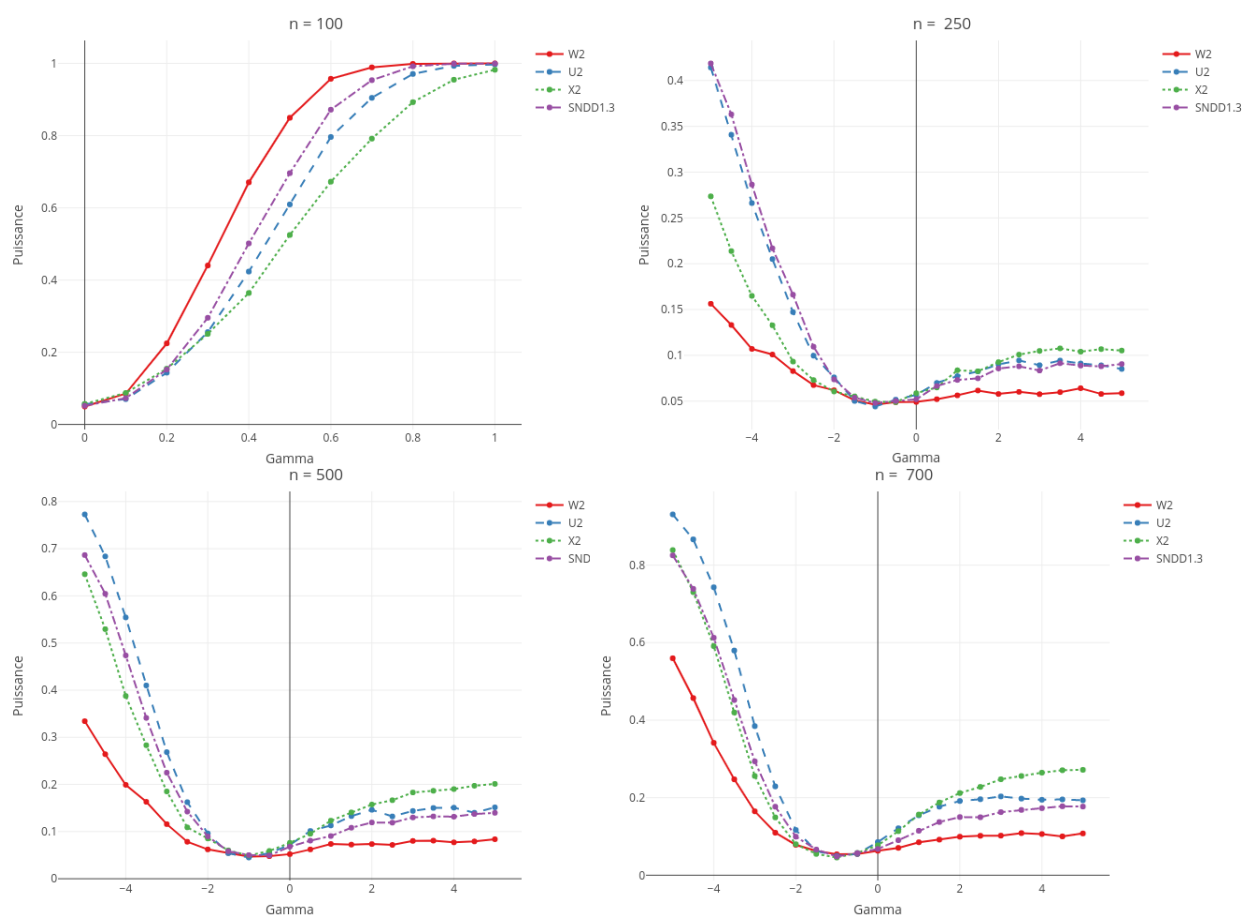 n = 100
W2
U2
X2
SNDD1.3
Puissance
1
0.8
0.6
0.4
0.2
0
0 0.2 0.4 0.6 0.8 1
Gamma
n = 250
W2
U2
X2
SNDD1.3
Puissance
0.4
0.35
0.3
0.25
0.2
0.15
0.1
0.05
−4 −2 0 2 4
Gamma
n = 500
W2
U2
X2
SND
Puissance
0.8
0.7
0.6
0.5
0.4
0.3
0.2
0.1
0
−4 −2 0 2 4
Gamma
n = 700
W2
U2
X2
SNDD1.3
Puissance
0.8
0.6
0.4
0.2
0
−4 −2 0 2 4
Gamma